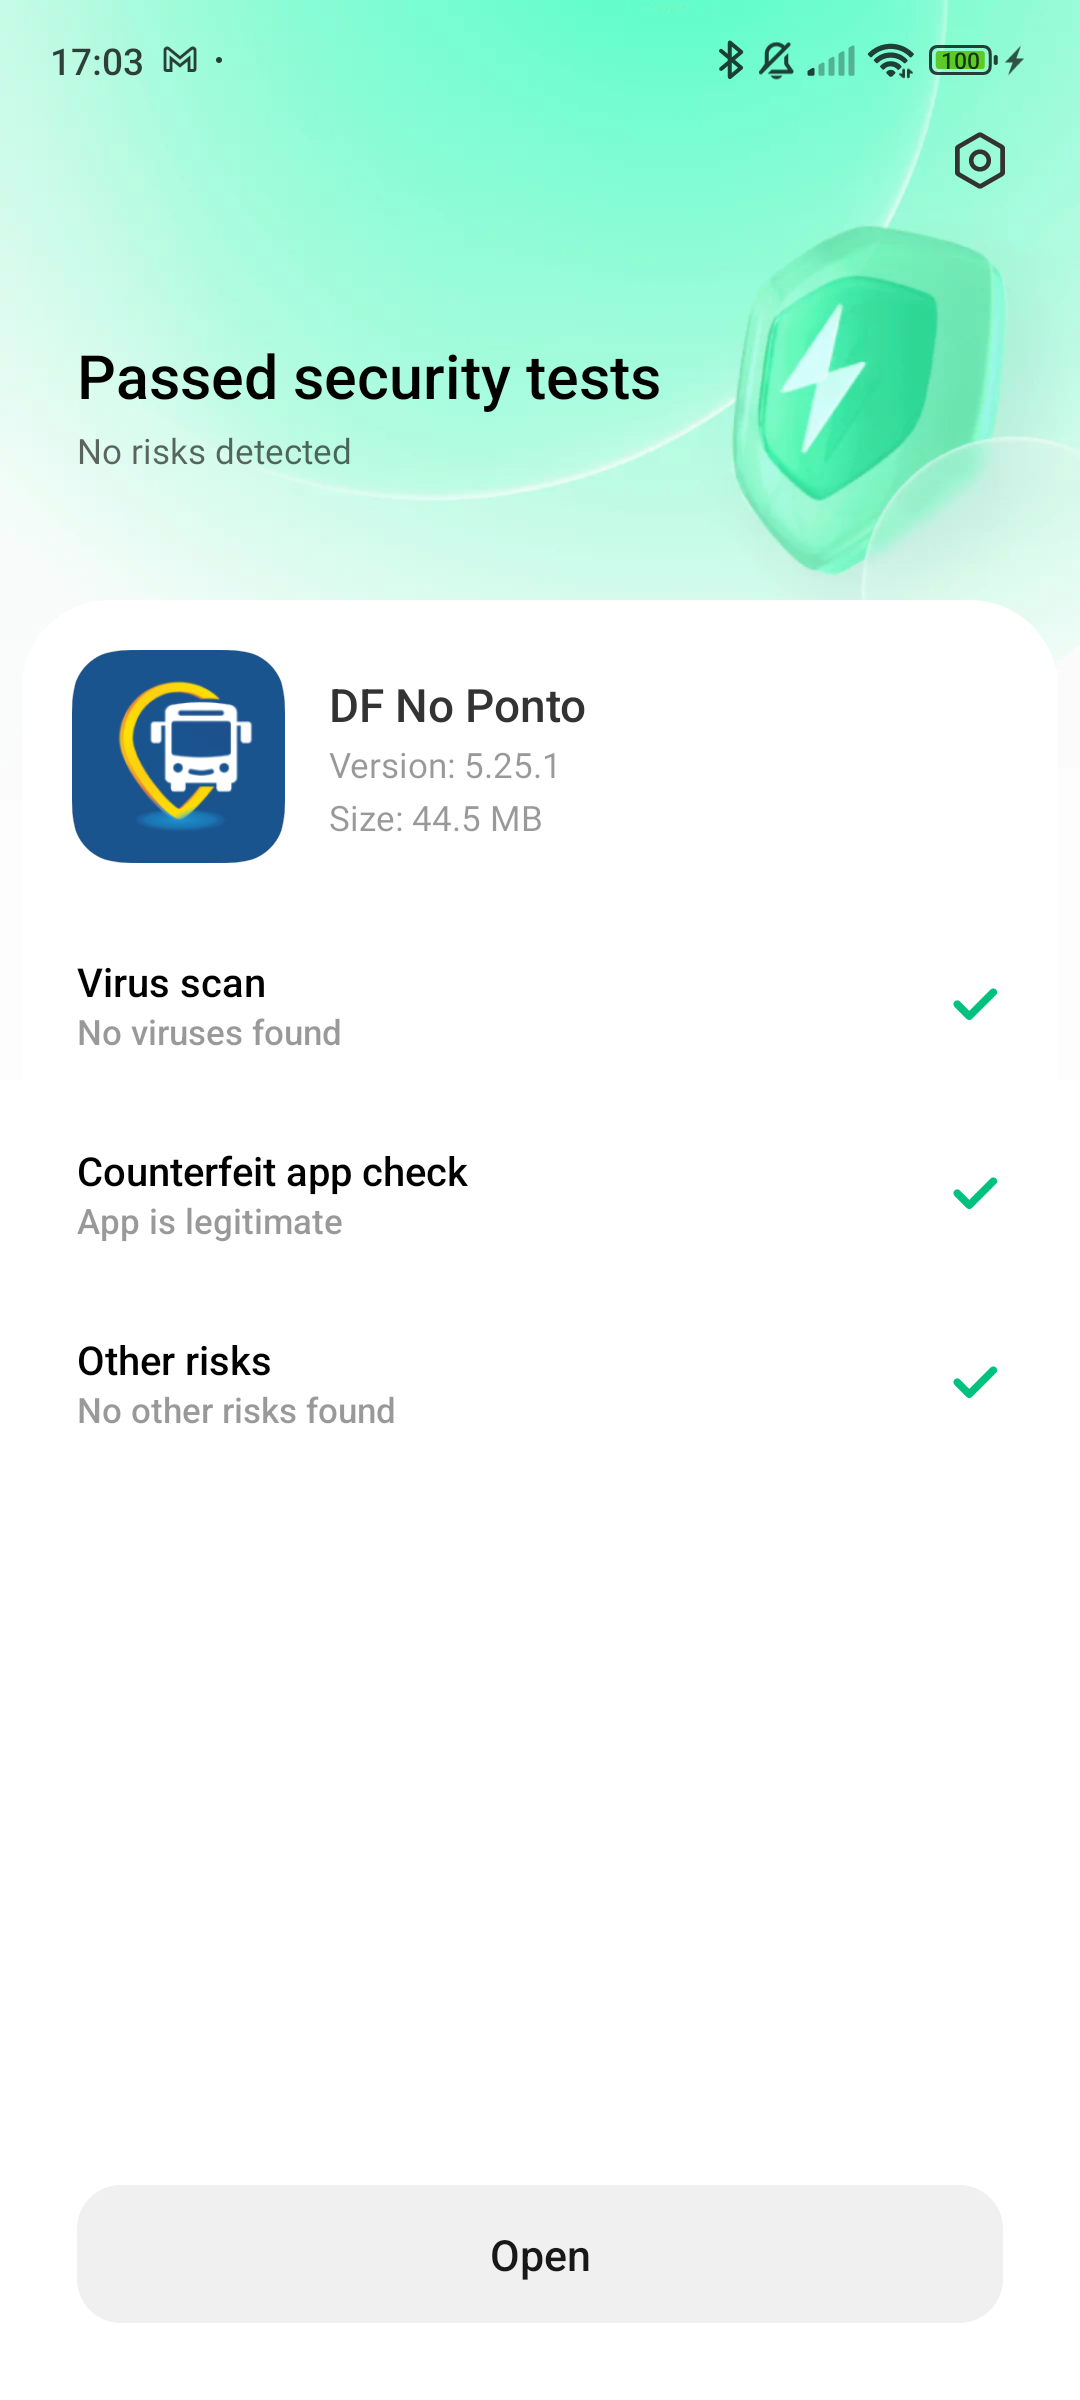 17:03
100
Passed security tests
No risks detected
DF No Ponto
Version: 5.25.1
Size: 44.5 MB
Virus scan
No viruses found
Counterfeit app check
App is legitimate
Other risks
No other risks found
Open